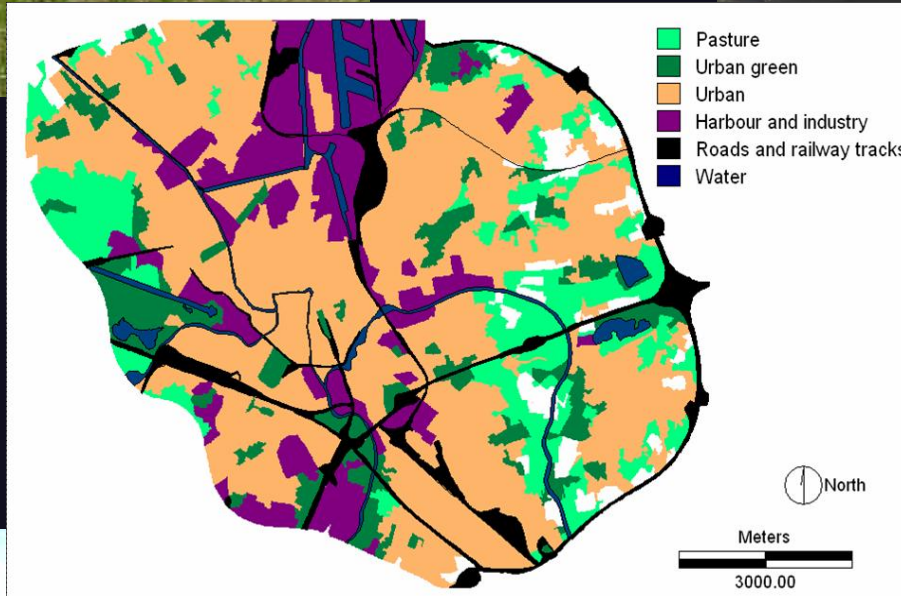 Pasture
Urban green
Urban
Harbour and industry
Roads and railway tracks
Water
North
Meters
3000.00